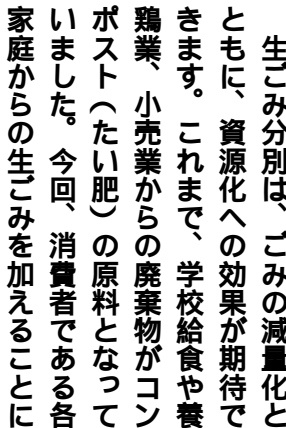 生ごみ分別は、ごみの減量化と
ともに、資源化への効果が期待で
きます。これまで、学校給食や養
鶏業、小売業からの廃棄物がコン
ポスト（たい肥）の原料となって
いました。今回、消費者である各
家庭からの生ごみを加えることに